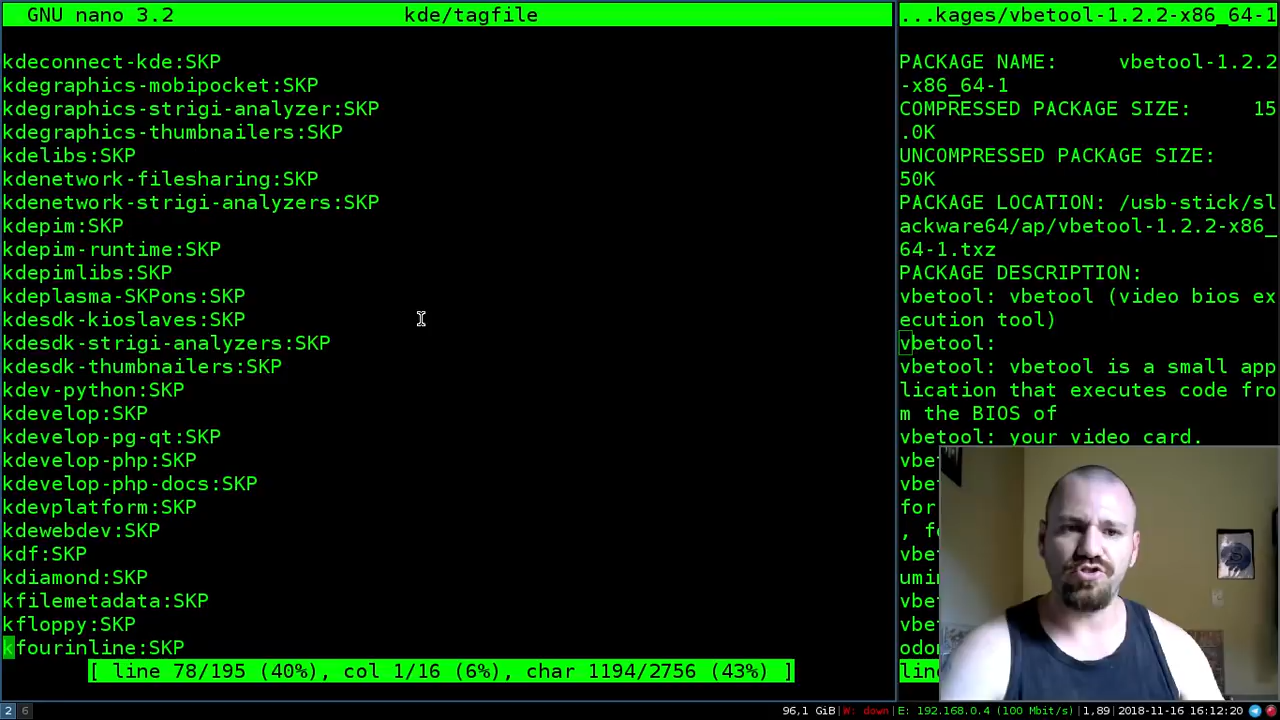 GNU nano 3.2 kde/tagfile
kdeconnect-kde:SKP
kdegraphics-mobipocket:SKP
kdegraphics-strigi-analyzer:SKP
kdegraphics-thumbnailers:SKP
kdelibs:SKP
kdenetwork-filesharing:SKP
kdenetwork-strigi-analyzers:SKP
kdepim:SKP
kdepim-runtime:SKP
kdepimlibs:SKP
kdeplasma-SKPons:SKP
kdesdk-kioslaves:SKP
kdesdk-strigi-analyzers:SKP
kdesdk-thumbnailers:SKP
kdev-python:SKP
kdevelop:SKP
kdevelop-pg-qt:SKP
kdevelop-php:SKP
kdevelop-php-docs:SKP
kdevplatform:SKP
kdewebdev:SKP
kdf:SKP
kdiamond:SKP
kfilemetadata:SKP
kfloppy:SKP
kfourinline:SKP
[ line 78/195 (40%), col 1/16 (6%), char 1194/2756 (43%) ]
...kages/vbetool-1.2.2-x86_64-1
PACKAGE NAME: vbetool-1.2.2
-x86_64-1
COMPRESSED PACKAGE SIZE: 15
.0K
UNCOMPRESSED PACKAGE SIZE:
50K
PACKAGE LOCATION: /usb-stick/sl
ackware64/ap/vbetool-1.2.2-x86_
64-1.txz
PACKAGE DESCRIPTION:
vbetool: vbetool (video bios ex
ecution tool)
vbetool:
vbetool: vbetool is a small app
lication that executes code fro
m the BIOS of
vbetool: your video card.
vbe
vbe
for
, fo
vbe
umin
vbe
vbe
odon
line
2 6 96,1 GiB|W: down|E: 192.168.0.4 (100 Mbit/s)|1,89|2018-11-16 16:12:20